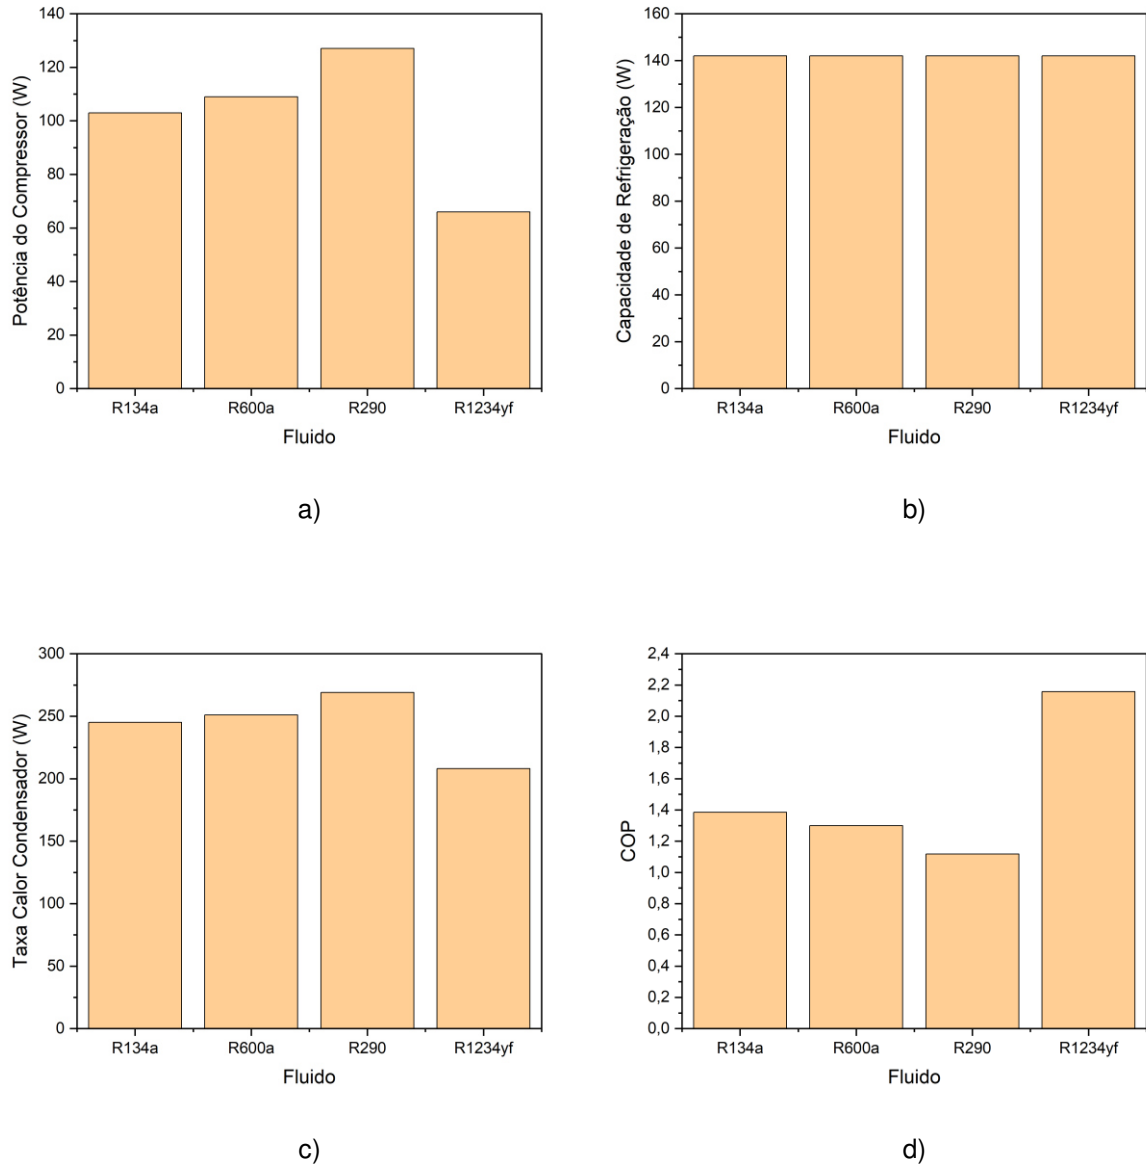 Potência do Compressor (W)
140
120
100
80
60
40
20
0
R134a R600a R290 R1234yf
Fluido
a)
Capacidade de Refrigeração (W)
160
140
120
100
80
60
40
20
0
R134a R600a R290 R1234yf
Fluido
b)
Taxa Calor Condensador (W)
300
250
200
150
100
50
0
R134a R600a R290 R1234yf
Fluido
c)
COP
2,4
2,2
2,0
1,8
1,6
1,4
1,2
1,0
0,8
0,6
0,4
0,2
0,0
R134a R600a R290 R1234yf
Fluido
d)